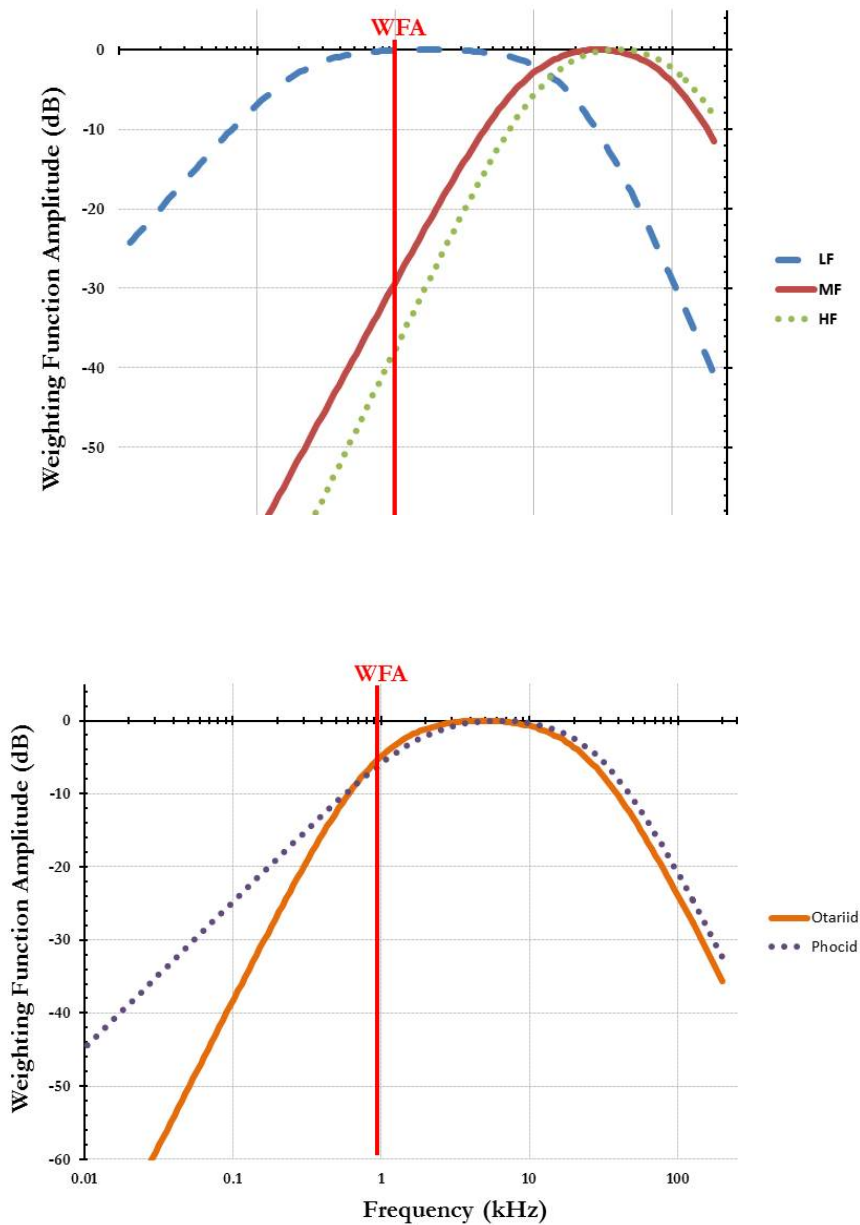 WFA
0
-10
-20
-30
-40
-50
Weighting Function Amplitude (dB)
LF
MF
HF
WFA
0
-10
-20
-30
-40
-50
-60
Weighting Function Amplitude (dB)
0.01 0.1 1 10 100
Frequency (kHz)
Otariid
Phocid